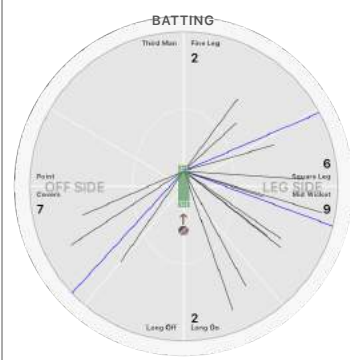 BATTING
Third Man Fine Leg
2
6
Point Square Leg
OFF SIDE LEG SIDE
Covers Mid Wicket
7 9
2
Long Off Long On